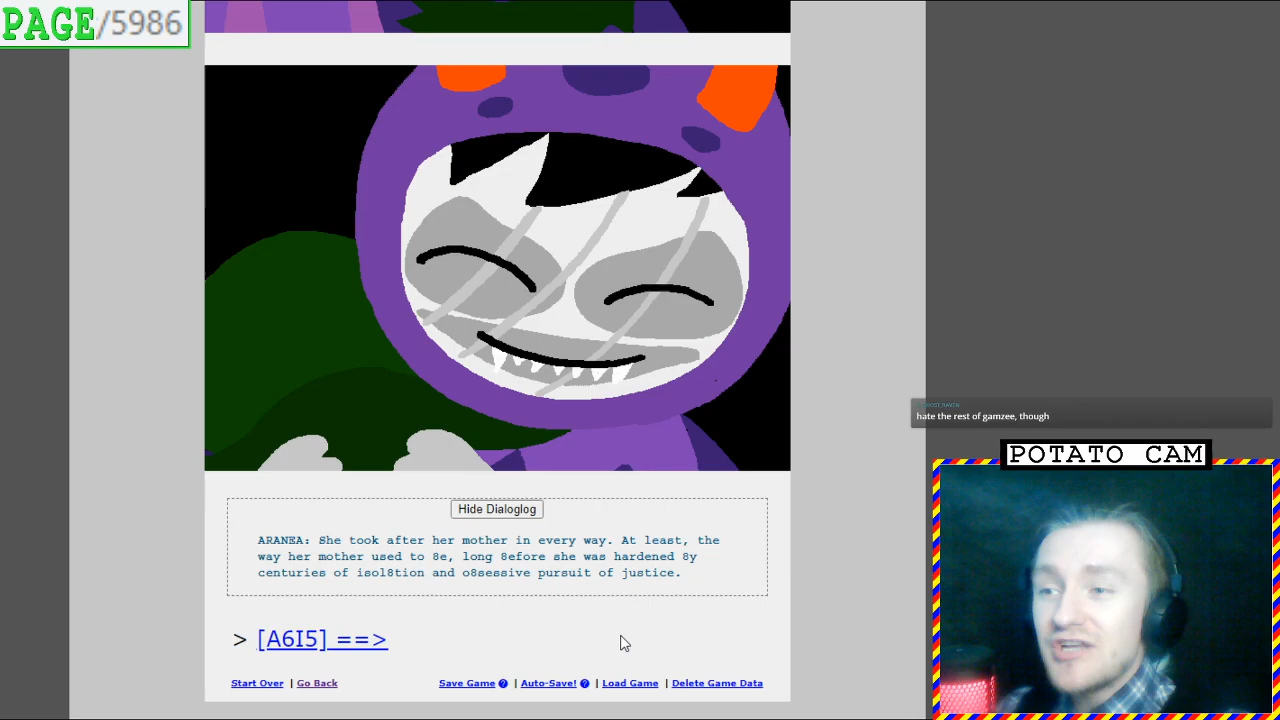 PAGE/5986
hate the rest of gamzee, though
POTATO CAM
Hide Dialoglog
ARANEA: She took after her mother in every way. At least, the
way her mother used to 8e, long 8efore she was hardened 8y
centuries of isol8tion and o8sessive pursuit of justice.
> [A6I5] ==>
Start Over | Go Back
Save Game ? | Auto-Save! ? | Load Game | Delete Game Data